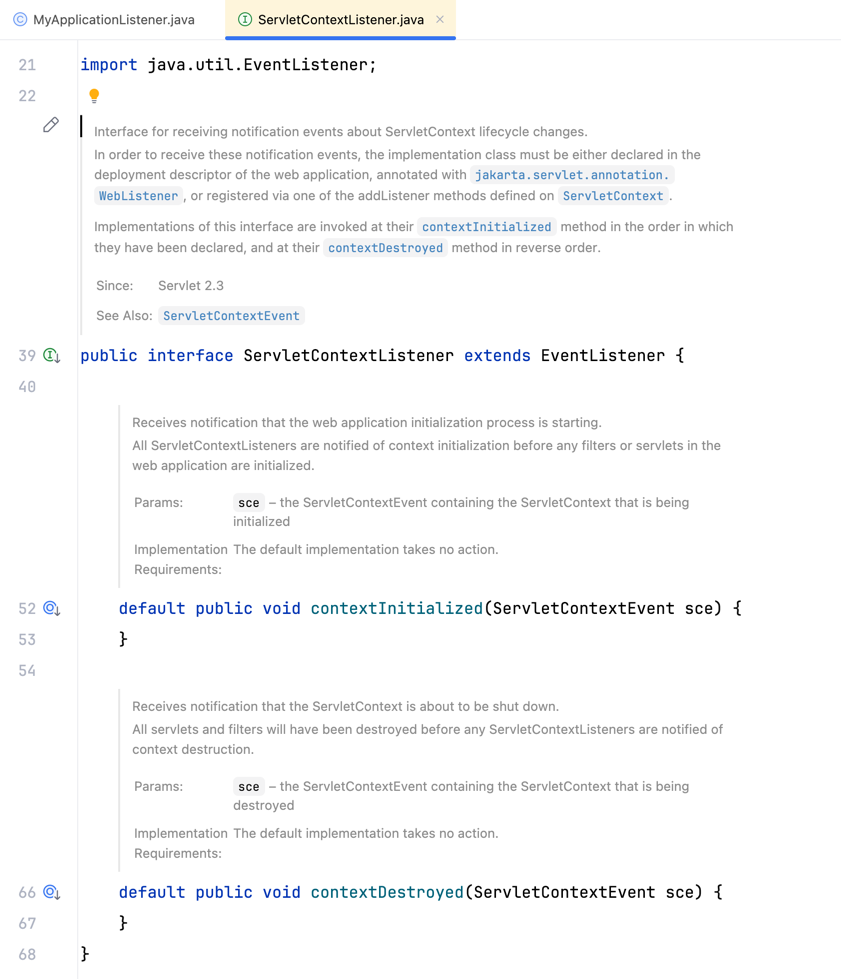 MyApplicationListener.java ServletContextListener.java ×
21 import java.util.EventListener;
22
Interface for receiving notification events about ServletContext lifecycle changes.
In order to receive these notification events, the implementation class must be either declared in the
deployment descriptor of the web application, annotated with jakarta.servlet.annotation.
WebListener, or registered via one of the addListener methods defined on ServletContext.
Implementations of this interface are invoked at their contextInitialized method in the order in which
they have been declared, and at their contextDestroyed method in reverse order.
Since: Servlet 2.3
See Also: ServletContextEvent
39 public interface ServletContextListener extends EventListener {
40
Receives notification that the web application initialization process is starting.
All ServletContextListeners are notified of context initialization before any filters or servlets in the
web application are initialized.
Params: sce – the ServletContextEvent containing the ServletContext that is being
initialized
Implementation The default implementation takes no action.
Requirements:
52 default public void contextInitialized(ServletContextEvent sce) {
53 }
54
Receives notification that the ServletContext is about to be shut down.
All servlets and filters will have been destroyed before any ServletContextListeners are notified of
context destruction.
Params: sce – the ServletContextEvent containing the ServletContext that is being
destroyed
Implementation The default implementation takes no action.
Requirements:
66 default public void contextDestroyed(ServletContextEvent sce) {
67 }
68 }